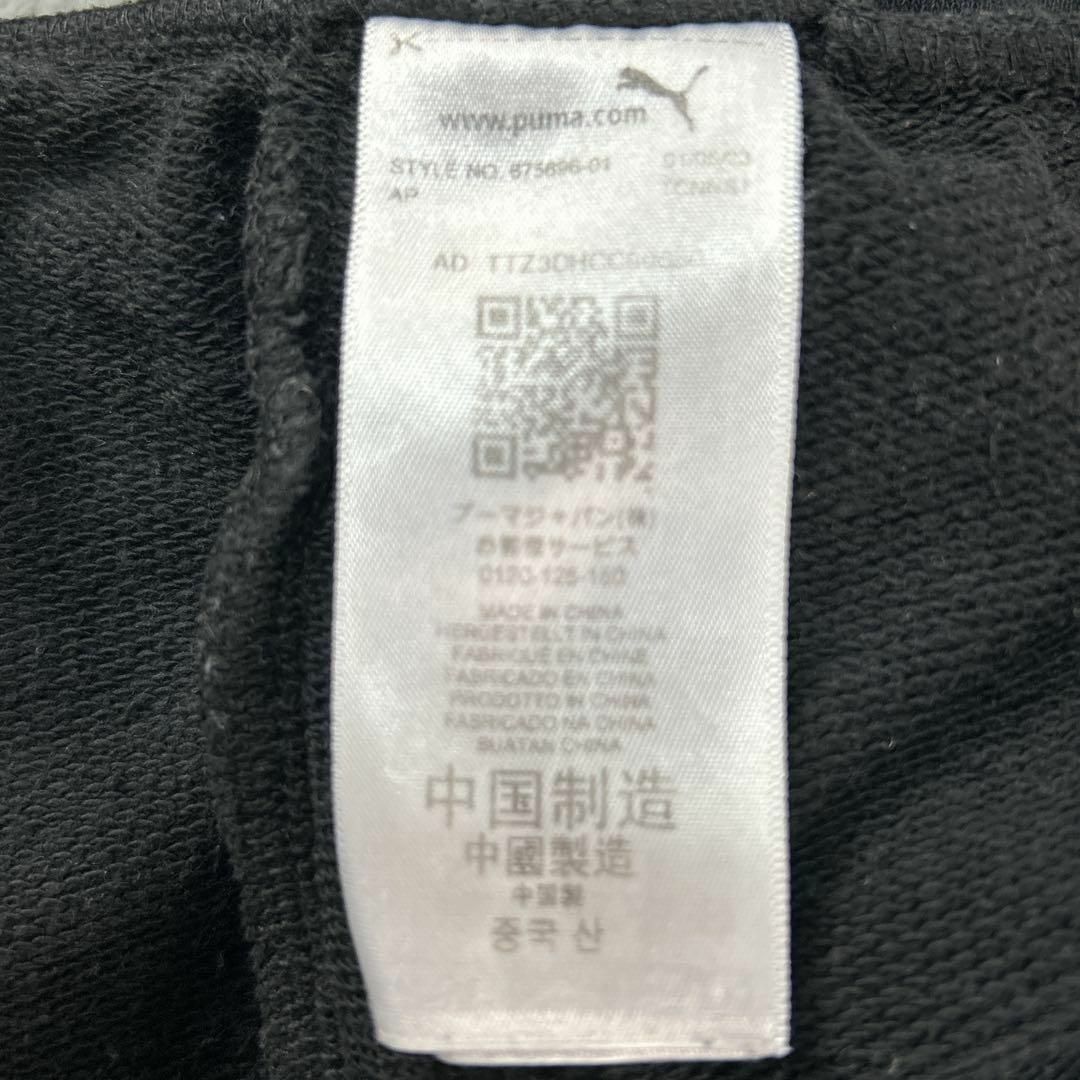 www.puma.com
STYLE NO. 675696-01
AP
AD
プーマジャパン(株)
お客様サービス
0120-125-150
MADE IN CHINA
HERGESTELLT IN CHINA
FABRIQUE EN CHINE
FABRICADO EN CHINA
PRODOTTO IN CHINA
FABRICADO NA CHINA
BUATAN CHINA
中国制造
中國製造
中国製
중국 산